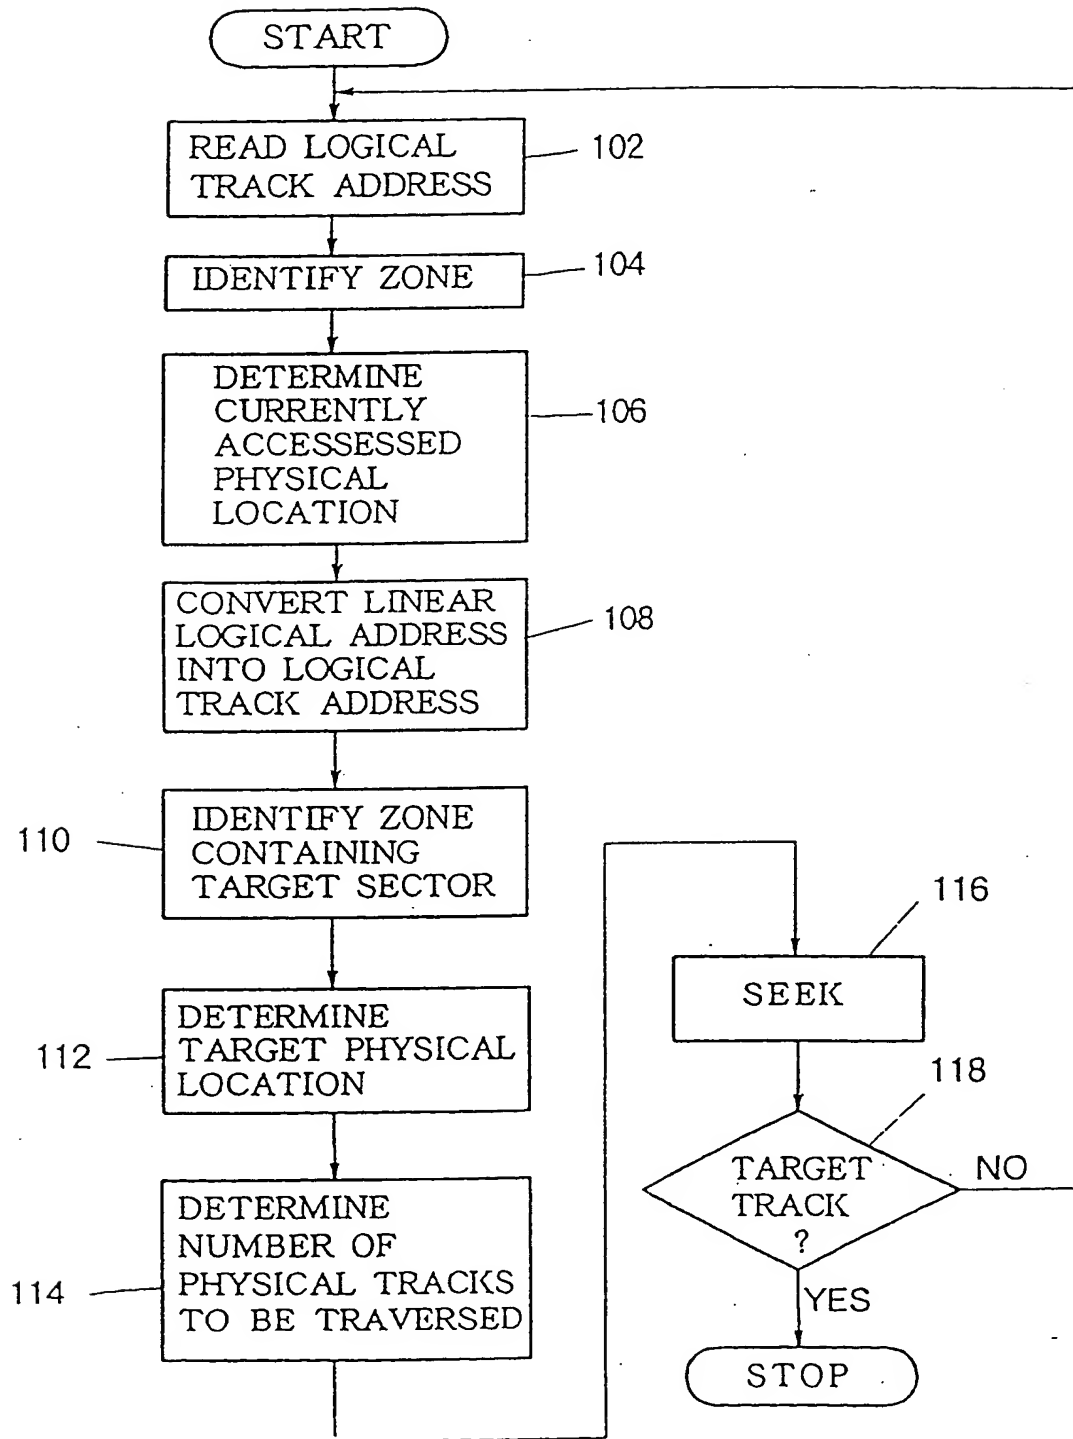 START
READ LOGICAL
TRACK ADDRESS
102
IDENTIFY ZONE
104
DETERMINE
CURRENTLY
ACCESSESSED
PHYSICAL
LOCATION
106
CONVERT LINEAR
LOGICAL ADDRESS
INTO LOGICAL
TRACK ADDRESS
108
110
IDENTIFY ZONE
CONTAINING
TARGET SECTOR
112
DETERMINE
TARGET PHYSICAL
LOCATION
114
DETERMINE
NUMBER OF
PHYSICAL TRACKS
TO BE TRAVERSED
116
SEEK
118
TARGET
TRACK
?
NO
YES
STOP